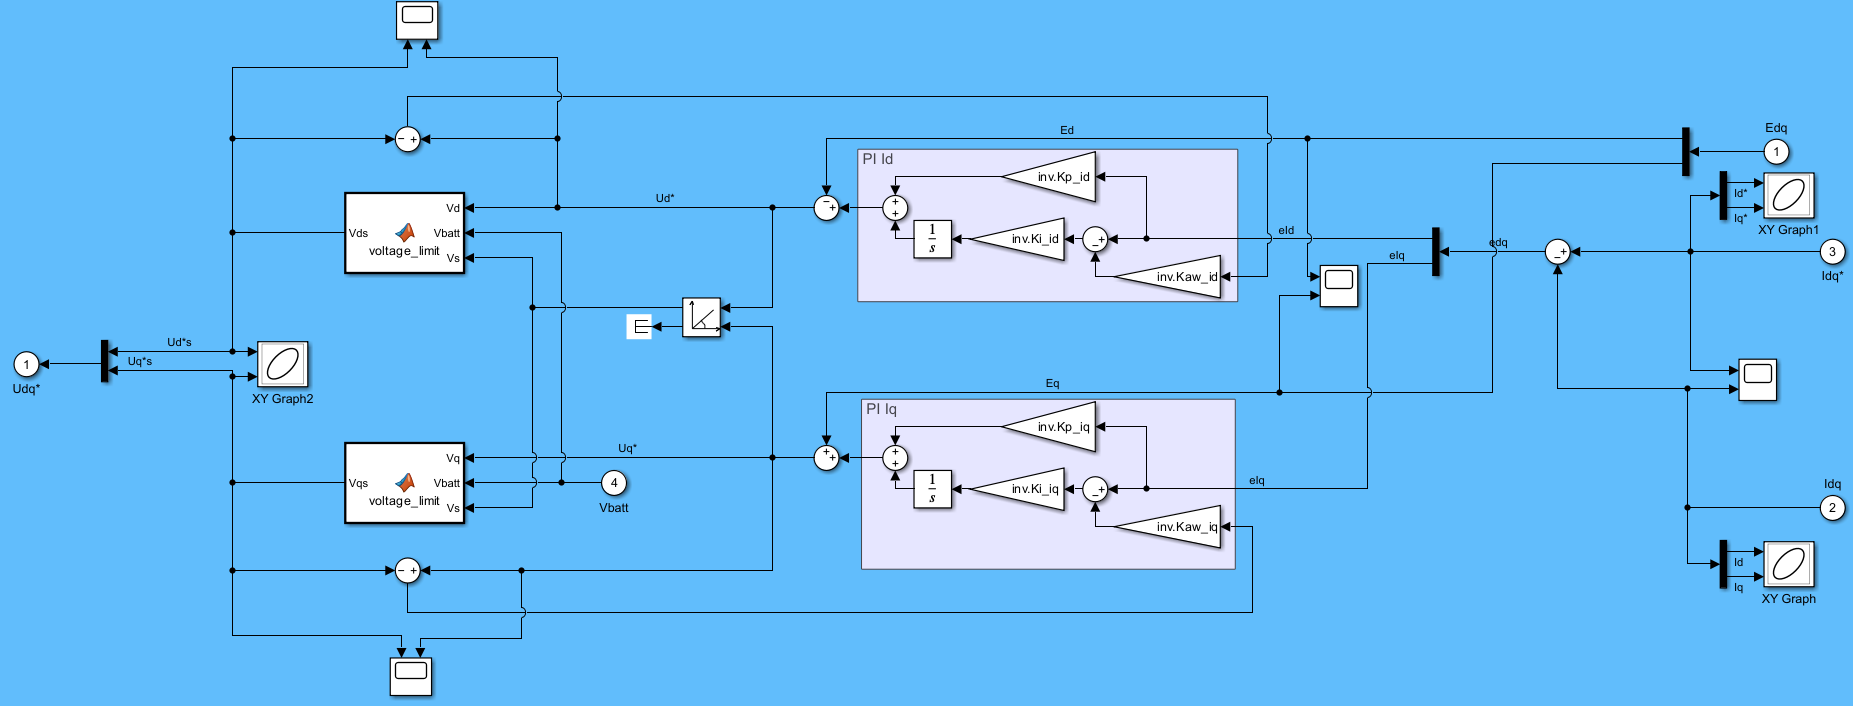 Ed
Edq
1
PI Id
inv.Kp_id
Id*
Iq*
XY Graph1
Ud*
Vd
Vds
Vbatt
voltage_limit
Vs
1
s
inv.Ki_id
eId
edq
3
Idq*
eIq
inv.Kaw_id
Ud*s
Uq*s
1
Udq*
XY Graph2
Eq
PI Iq
inv.Kp_iq
Uq*
Vq
Vqs
Vbatt
voltage_limit
Vs
4
Vbatt
1
s
inv.Ki_iq
eIq
inv.Kaw_iq
Idq
2
Id
Iq
XY Graph